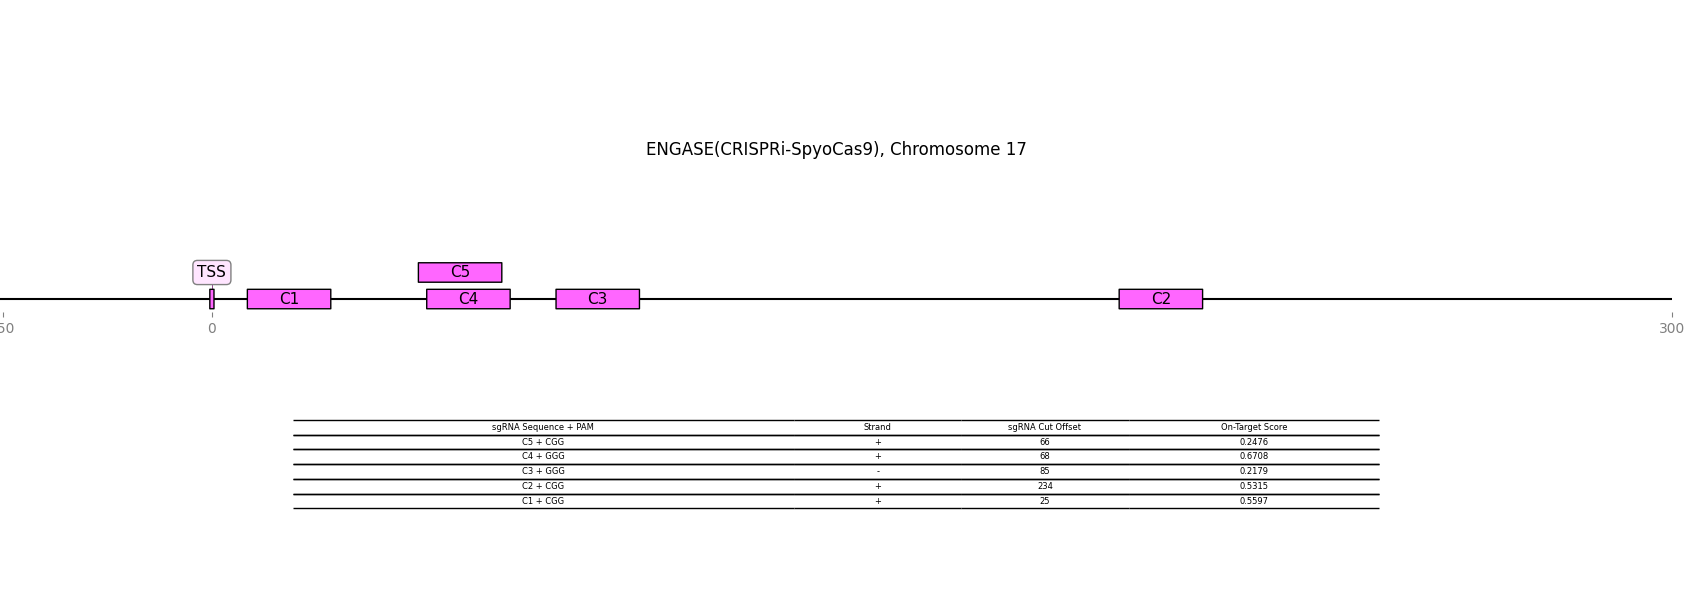 ENGASE(CRISPRi-SpyoCas9), Chromosome 17
TSS
C5
C1
C4
C3
C2
50
0
300
sgRNA Sequence + PAM Strand sgRNA Cut Offset On-Target Score
C5 + CGG + 66 0.2476
C4 + GGG + 68 0.6708
C3 + GGG - 85 0.2179
C2 + CGG + 234 0.5315
C1 + CGG + 25 0.5597